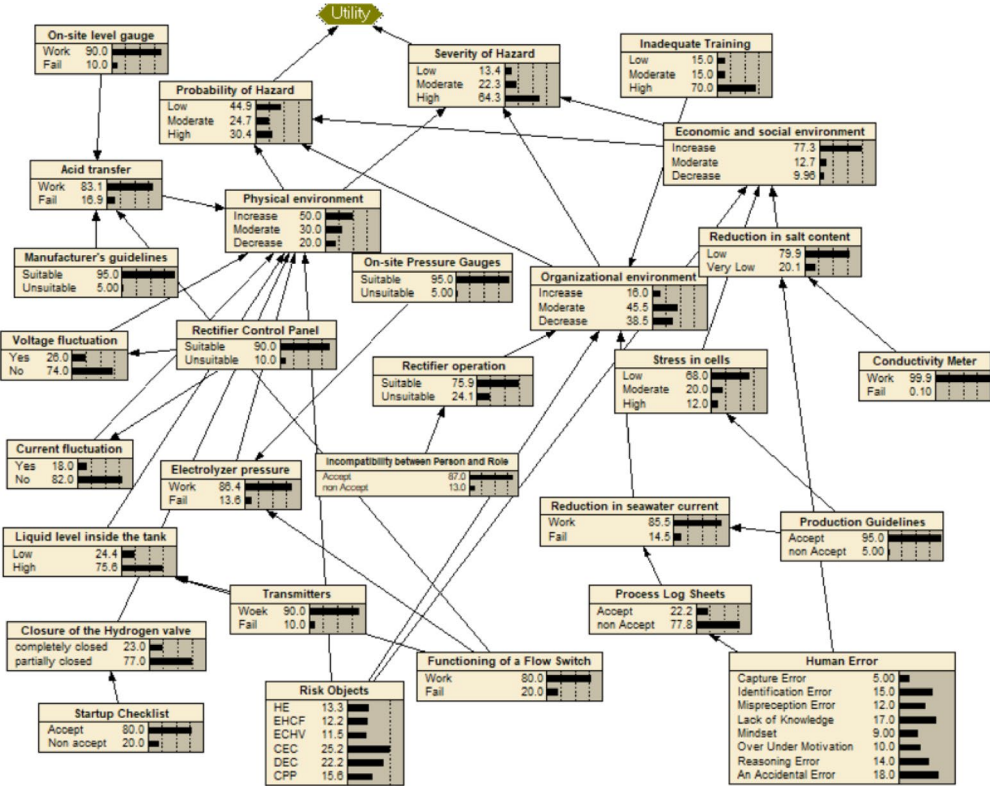 Utility
On-site level gauge
Work 90.0
Fail 10.0
Severity of Hazard
Low 13.4
Moderate 22.3
High 64.3
Inadequate Training
Low 15.0
Moderate 15.0
High 70.0
Probability of Hazard
Low 44.9
Moderate 24.7
High 30.4
Economic and social environment
Increase 77.3
Moderate 12.7
Decrease 9.96
Acid transfer
Work 83.1
Fail 16.9
Physical environment
Increase 50.0
Moderate 30.0
Decrease 20.0
Reduction in salt content
Low 79.9
Very Low 20.1
Manufacturer's guidelines
Suitable 95.0
Unsuitable 5.00
On-site Pressure Gauges
Suitable 95.0
Unsuitable 5.00
Organizational environment
Increase 16.0
Moderate 45.5
Decrease 38.5
Voltage fluctuation
Yes 26.0
No 74.0
Rectifier Control Panel
Suitable 90.0
Unsuitable 10.0
Rectifier operation
Suitable 75.9
Unsuitable 24.1
Stress in cells
Low 68.0
Moderate 20.0
High 12.0
Conductivity Meter
Work 99.9
Fail 0.10
Current fluctuation
Yes 18.0
No 82.0
Electrolyzer pressure
Work 86.4
Fail 13.6
Incompatibility between Person and Role
Accept 87.0
non Accept 13.0
Reduction in seawater current
Work 85.5
Fail 14.5
Production Guidelines
Accept 95.0
non Accept 5.00
Liquid level inside the tank
Low 24.4
High 75.6
Transmitters
Woek 90.0
Fail 10.0
Process Log Sheets
Accept 22.2
non Accept 77.8
Closure of the Hydrogen valve
completely closed 23.0
partially closed 77.0
Functioning of a Flow Switch
Work 80.0
Fail 20.0
Human Error
Capture Error 5.00
Identification Error 15.0
Mispreception Error 12.0
Lack of Knowledge 17.0
Mindset 9.00
Over Under Motivation 10.0
Reasoning Error 14.0
An Accidental Error 18.0
Risk Objects
HE 13.3
EHCF 12.2
ECHV 11.5
CEC 25.2
DEC 22.2
CPP 15.6
Startup Checklist
Accept 80.0
Non accept 20.0